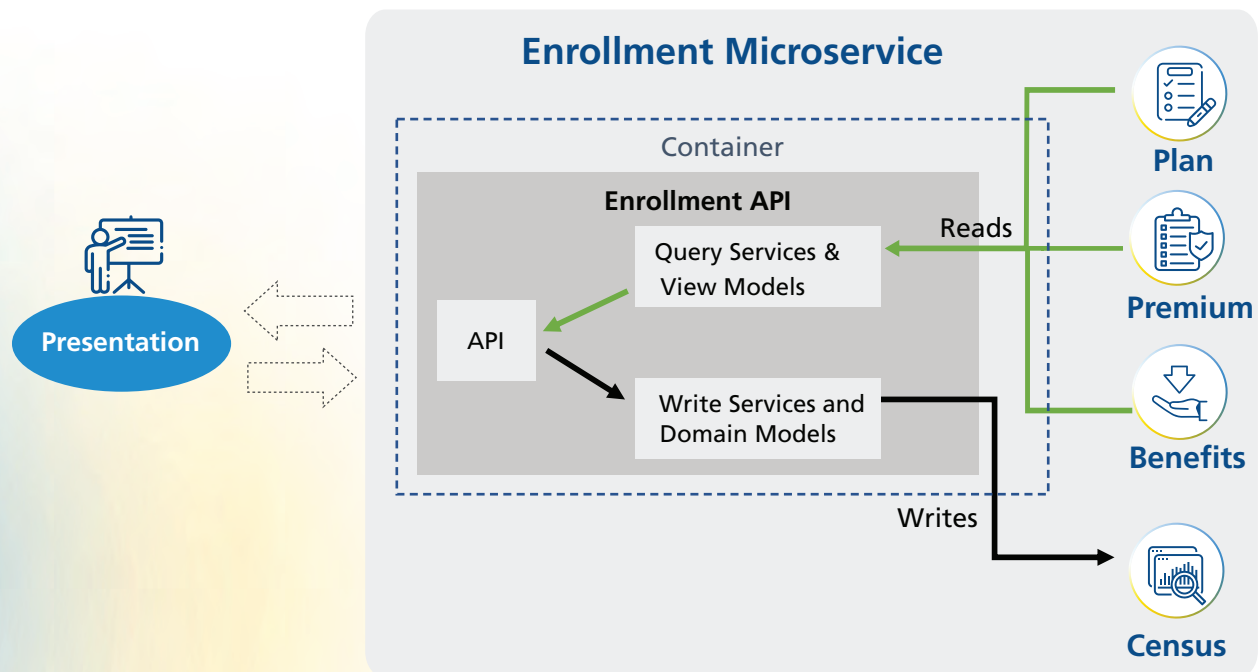 Enrollment Microservice
Container
Enrollment API
Query Services &
View Models
API
Write Services and
Domain Models
Reads
Writes
Presentation
Plan
Premium
Benefits
Census